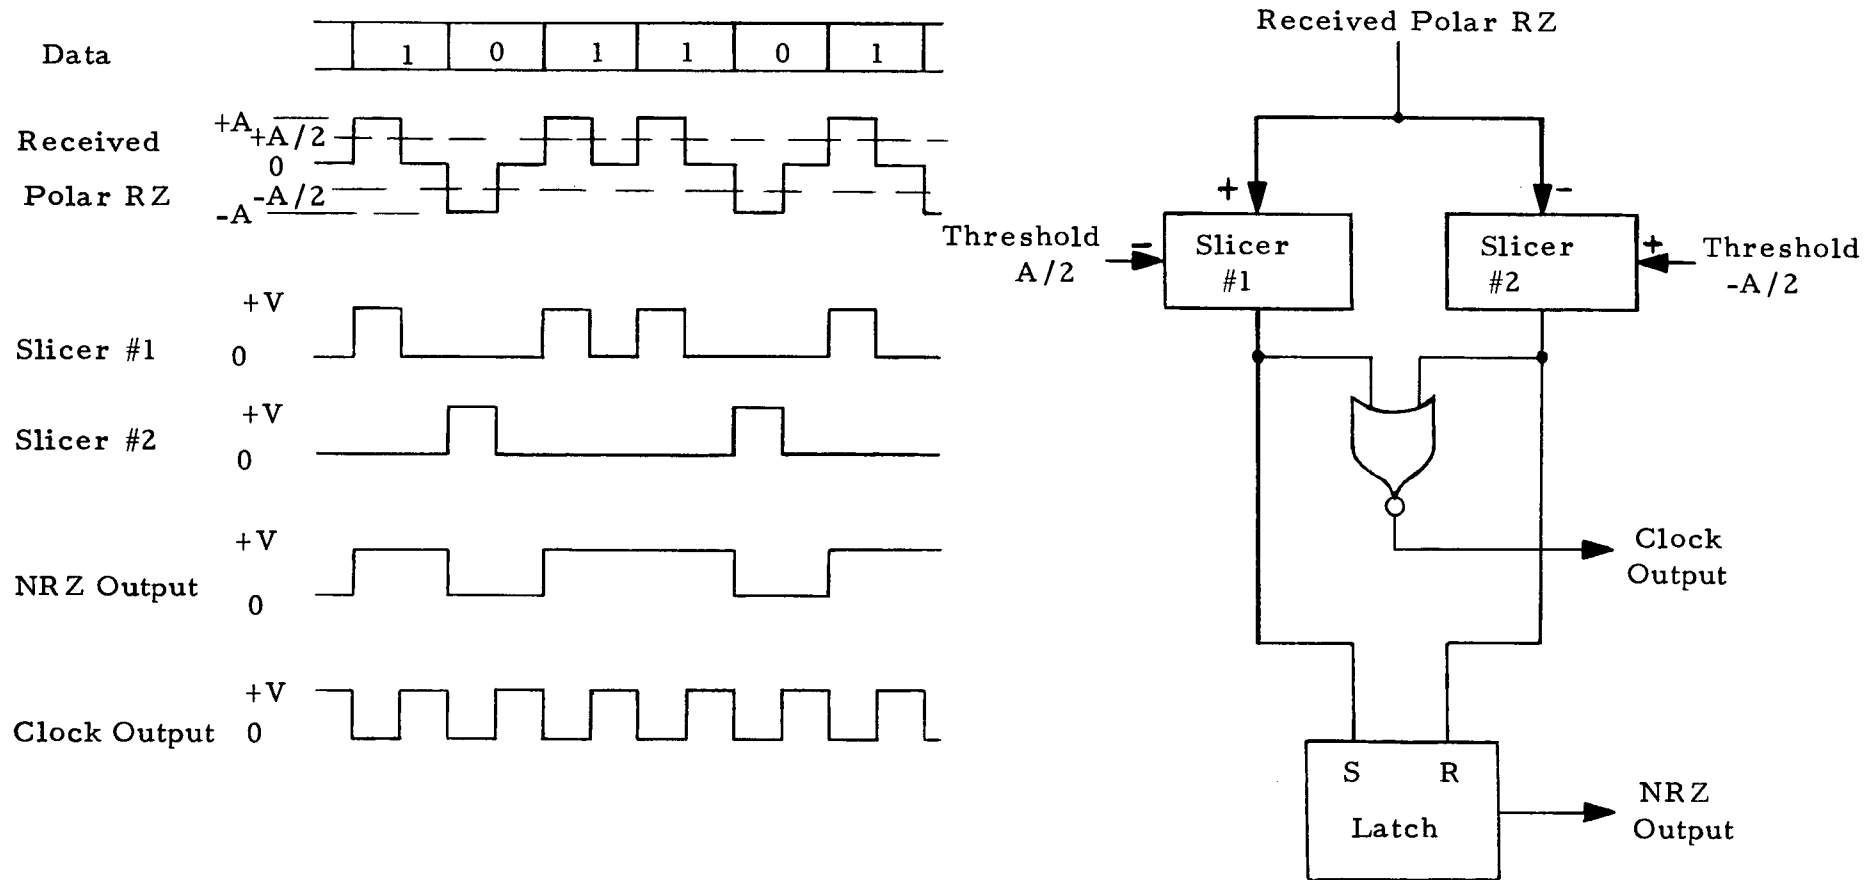 Data
1 0 1 1 0 1
Received
Polar RZ
+A
+A/2
0
-A/2
-A
Slicer #1
+V
0
Slicer #2
+V
0
NRZ Output
+V
0
Clock Output
+V
0
Received Polar RZ
+
-
Threshold
A/2
-
Slicer
#1
Slicer
#2
+
Threshold
-A/2
Clock
Output
S R
Latch
NRZ
Output